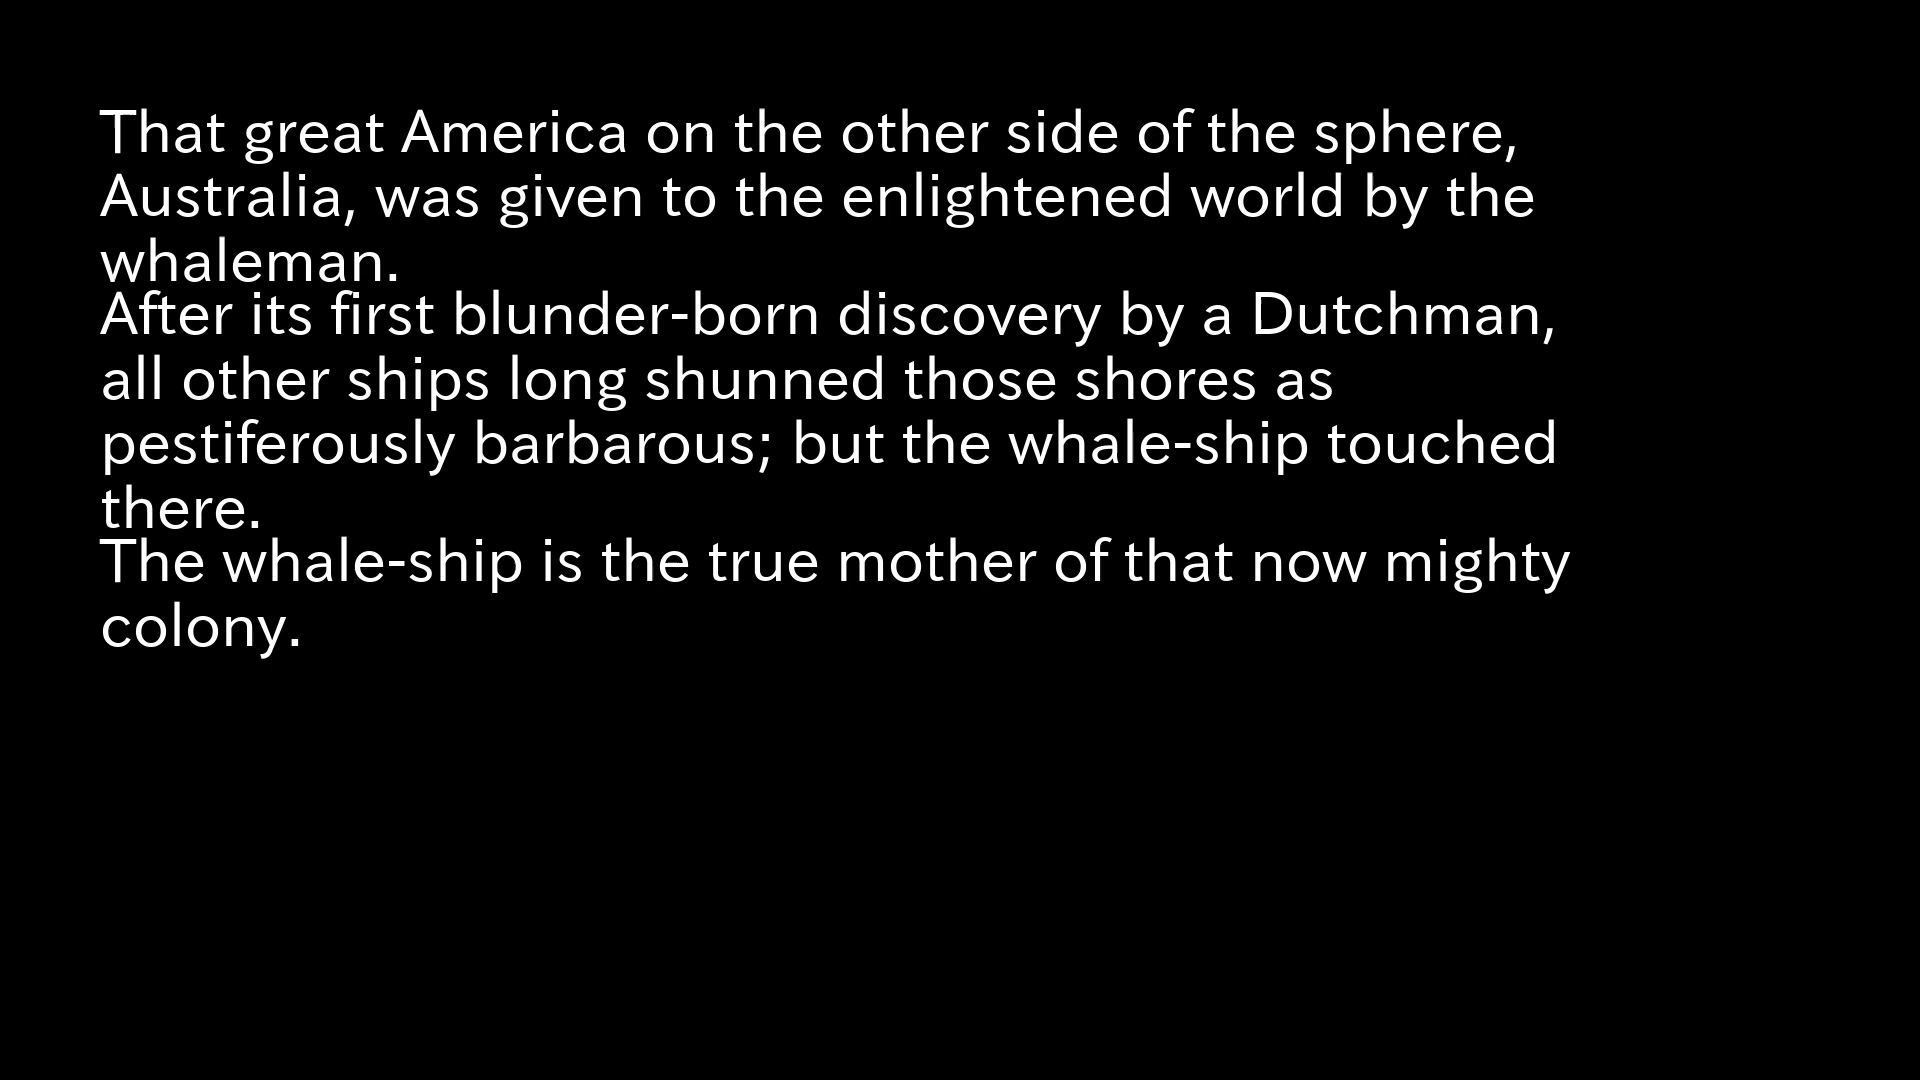 That great America on the other side of the sphere,
Australia, was given to the enlightened world by the
whaleman.
After its first blunder-born discovery by a Dutchman,
all other ships long shunned those shores as
pestiferously barbarous; but the whale-ship touched
there.
The whale-ship is the true mother of that now mighty
colony.